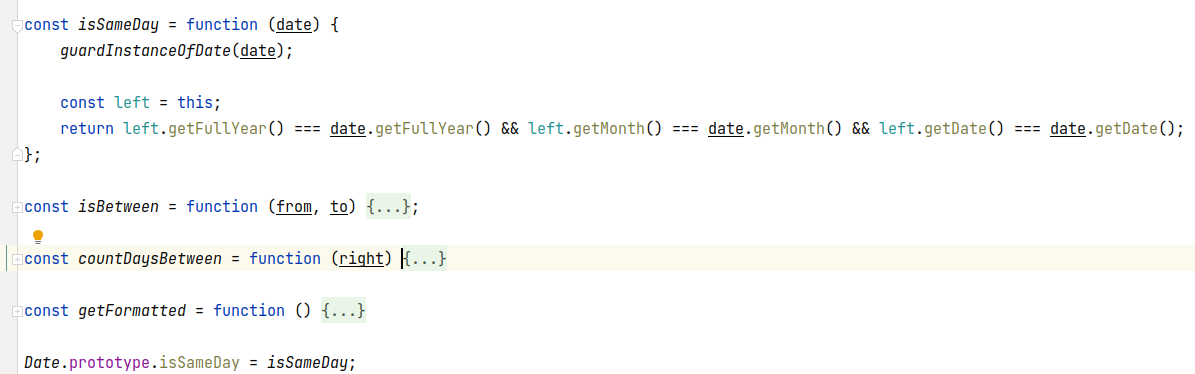 const isSameDay = function (date) {
    guardInstanceOfDate(date);
    const left = this;
    return left.getFullYear() === date.getFullYear() && left.getMonth() === date.getMonth() && left.getDate() === date.getDate();
};
const isBetween = function (from, to) {...};
const countDaysBetween = function (right) {...}
const getFormatted = function () {...}
Date.prototype.isSameDay = isSameDay;